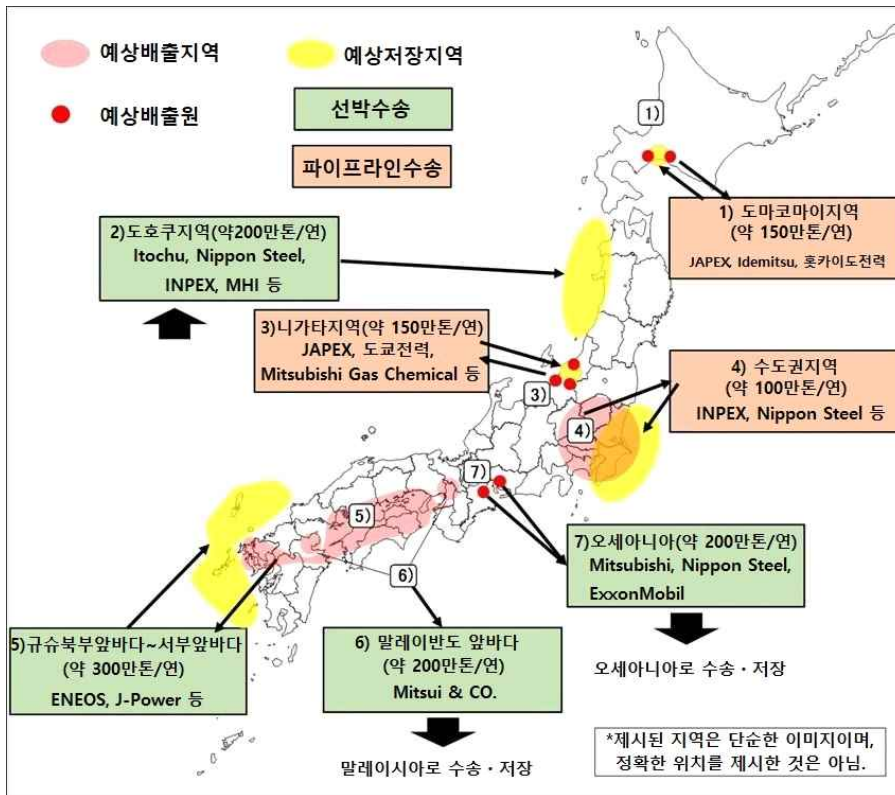 예상배출지역
예상저장지역
예상배출원
선박수송
파이프라인수송
1)
1) 도마코마이지역
(약 150만톤/연)
JAPEX, Idemitsu, 홋카이도전력
2)도호쿠지역(약200만톤/연)
Itochu, Nippon Steel,
INPEX, MHI 등
3)니가타지역(약 150만톤/연)
JAPEX, 도쿄전력,
Mitsubishi Gas Chemical 등
3)
4) 수도권지역
(약 100만톤/연)
INPEX, Nippon Steel 등
4)
7)
5)
6)
7)오세아니아(약 200만톤/연)
Mitsubishi, Nippon Steel,
ExxonMobil
오세아니아로 수송・저장
5)규슈북부앞바다~서부앞바다
(약 300만톤/연)
ENEOS, J-Power 등
6) 말레이반도 앞바다
(약 200만톤/연)
Mitsui & CO.
말레이시아로 수송・저장
*제시된 지역은 단순한 이미지이며,
정확한 위치를 제시한 것은 아님.